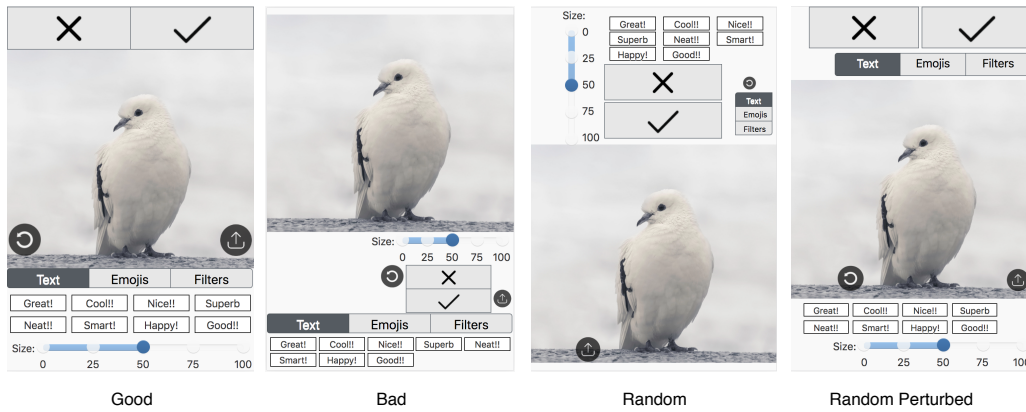 Text Emojis Filters
Great! Cool!! Nice!! Superb
Neat!! Smart! Happy! Good!!
Size:
0 25 50 75 100
Good
Size:
0 25 50 75 100
Text Emojis Filters
Great! Cool!! Nice!! Superb Neat!!
Smart! Happy! Good!!
Bad
Size:
0
25
50
75
100
Great! Cool!! Nice!!
Superb Neat!! Smart!
Happy! Good!!
Text
Emojis
Filters
Random
Text Emojis Filters
Great! Cool!! Nice!! Superb
Neat!! Smart! Happy! Good!!
Size:
0 25 50 75 100
Random Perturbed